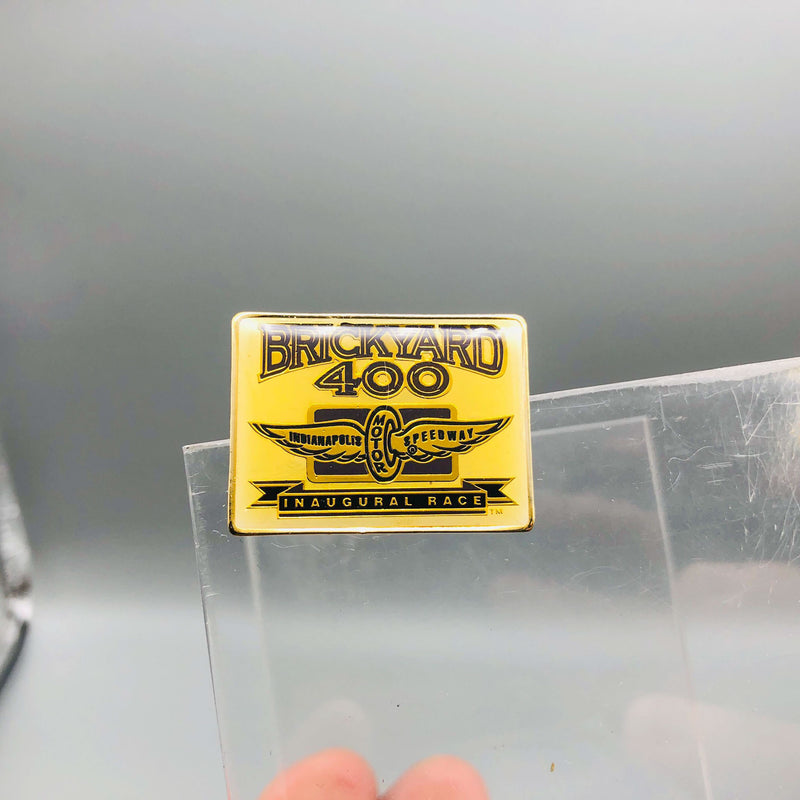 BRICKYARD
400
INDIANAPOLIS MOTOR SPEEDWAY ®
INAUGURAL RACE ™